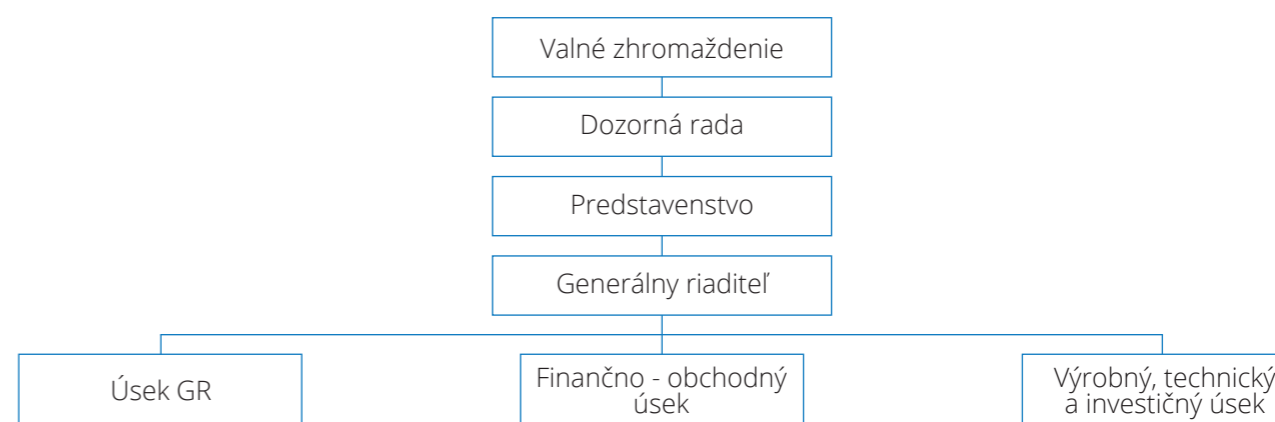 Valné zhromaždenie
Dozorná rada
Predstavenstvo
Generálny riaditeľ
Úsek GR
Finančno - obchodný
úsek
Výrobný, technický
a investičný úsek